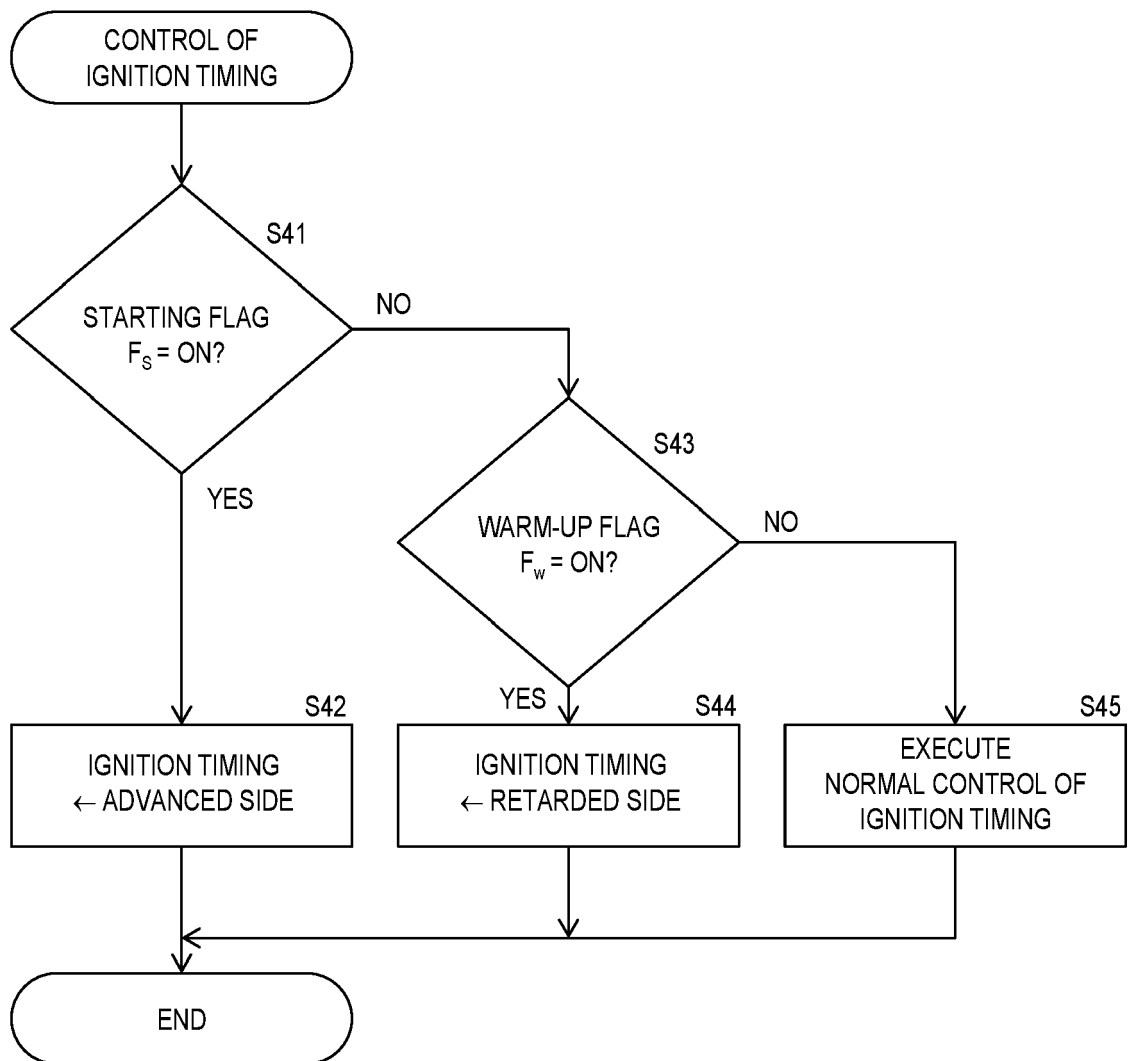 CONTROL OF
IGNITION TIMING
S41
STARTING FLAG
F_S = ON?
NO
YES
S43
WARM-UP FLAG
F_w = ON?
NO
YES
S42
IGNITION TIMING
← ADVANCED SIDE
S44
IGNITION TIMING
← RETARDED SIDE
S45
EXECUTE
NORMAL CONTROL OF
IGNITION TIMING
END